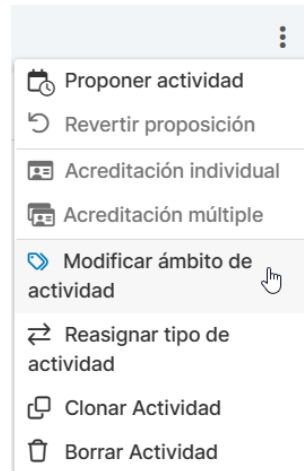 Proponer actividad
Revertir proposición
Acreditación individual
Acreditación múltiple
Modificar ámbito de
actividad
Reasignar tipo de
actividad
Clonar Actividad
Borrar Actividad